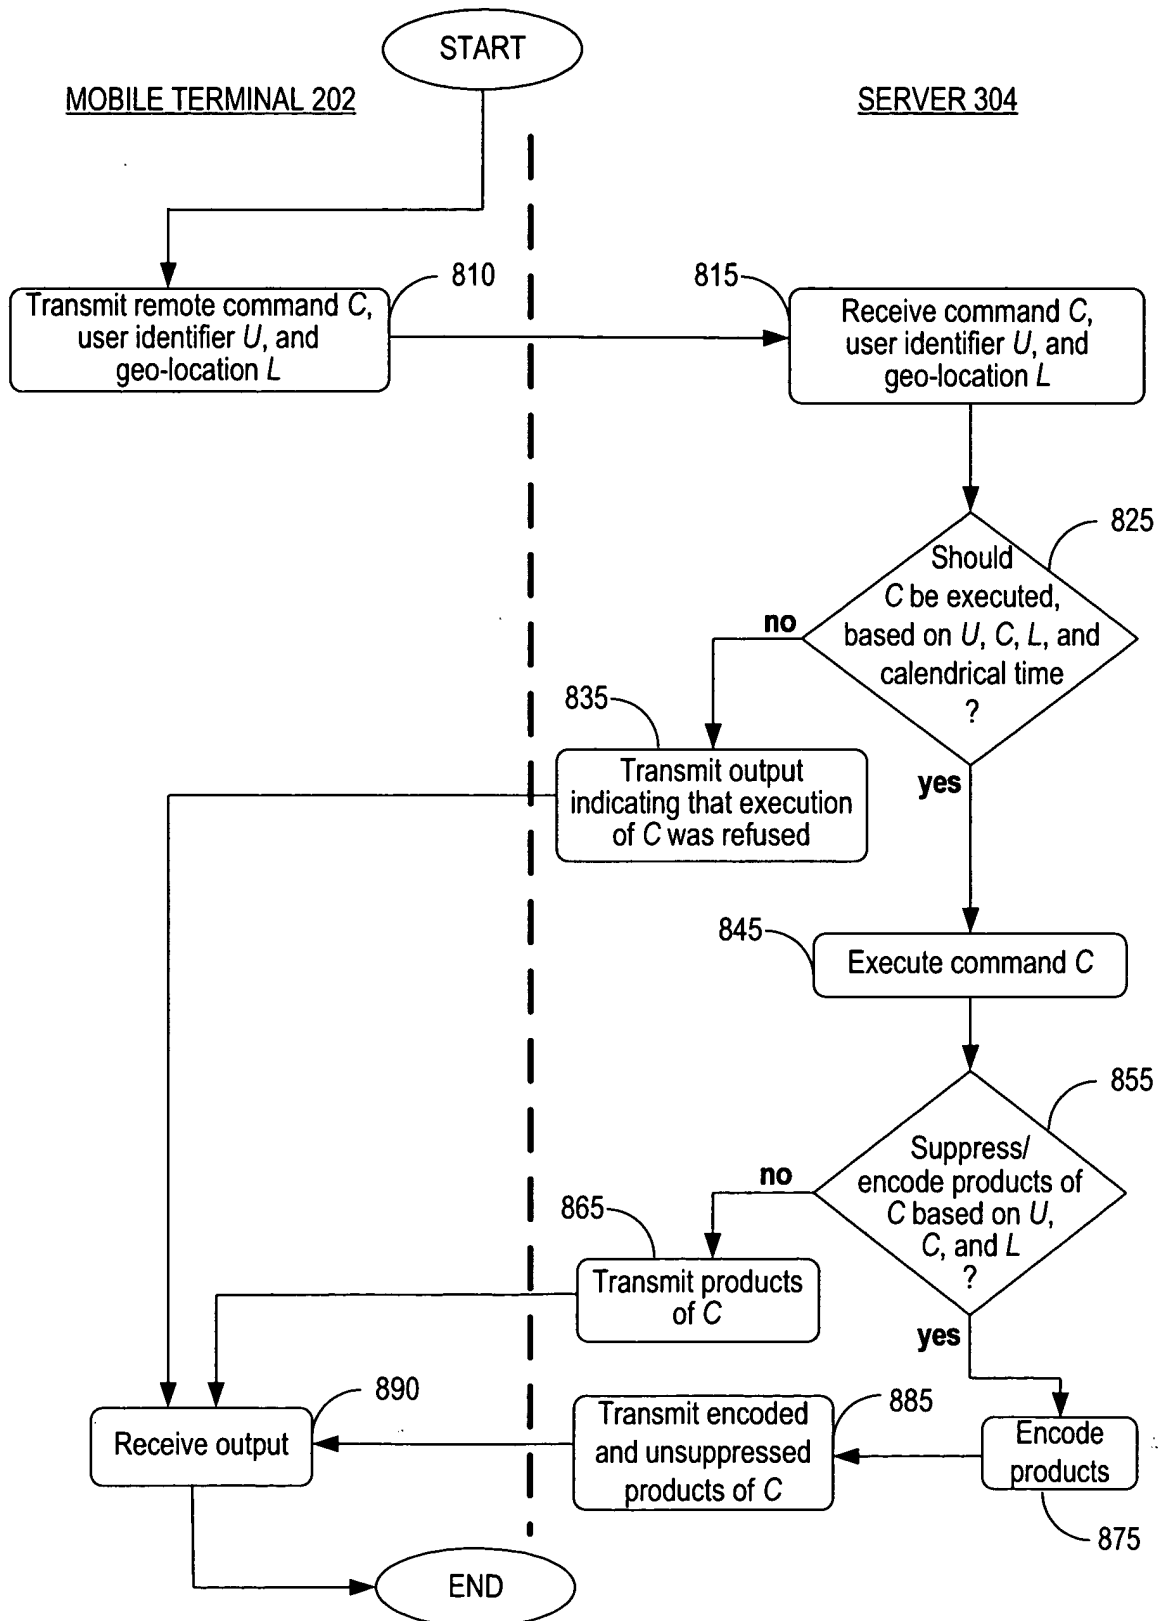 START
MOBILE TERMINAL 202
SERVER 304
810
815
Transmit remote command C,
user identifier U, and
geo-location L
Receive command C,
user identifier U, and
geo-location L
825
Should
C be executed,
based on U, C, L, and
calendrical time
?
no
yes
835
Transmit output
indicating that execution
of C was refused
845
Execute command C
855
Suppress/
encode products of
C based on U,
C, and L
?
no
yes
865
Transmit products
of C
890
Receive output
885
Transmit encoded
and unsuppressed
products of C
Encode
products
875
END